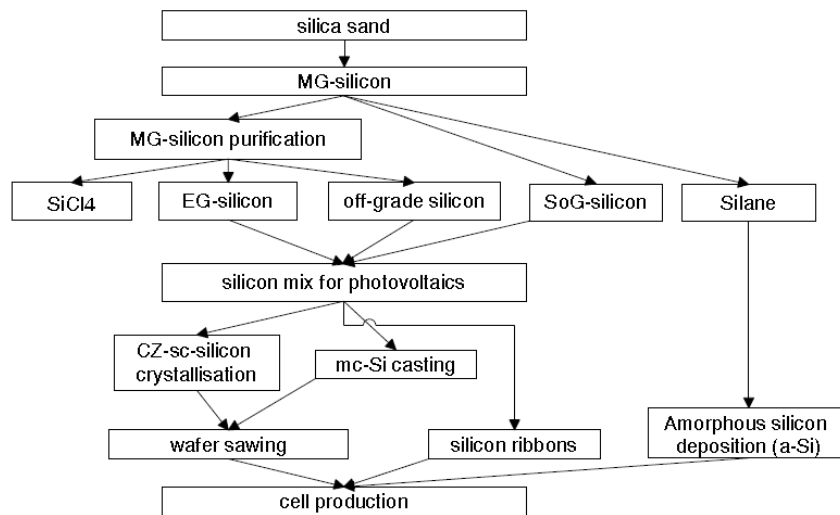 silica sand
MG-silicon
MG-silicon purification
SiCl4
EG-silicon
off-grade silicon
SoG-silicon
Silane
silicon mix for photovoltaics
CZ-sc-silicon
crystallisation
mc-Si casting
wafer sawing
silicon ribbons
Amorphous silicon
deposition (a-Si)
cell production